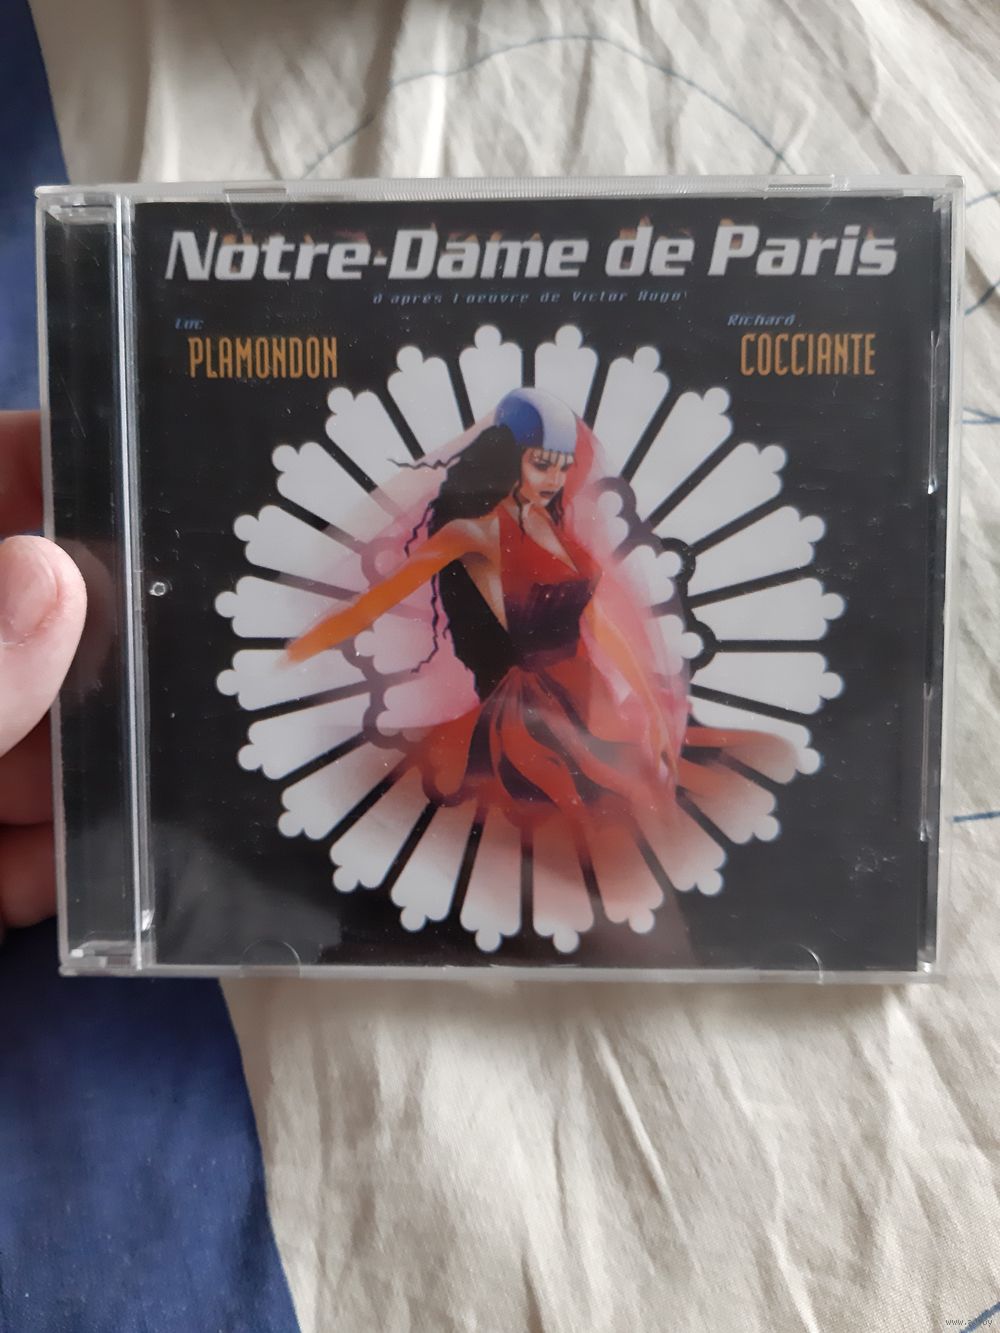 Notre-Dame de Paris
d'après l'oeuvre de Victor Hugo
Luc
PLAMONDON
Richard
COCCIANTE